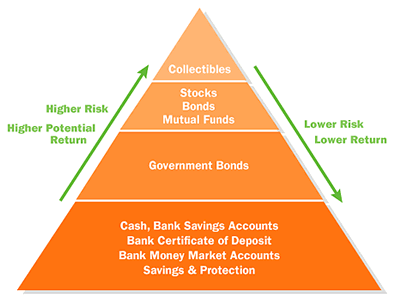 Collectibles
Stocks
Bonds
Mutual Funds
Higher Risk
Higher Potential
Return
Lower Risk
Lower Return
Government Bonds
Cash, Bank Savings Accounts
Bank Certificate of Deposit
Bank Money Market Accounts
Savings & Protection